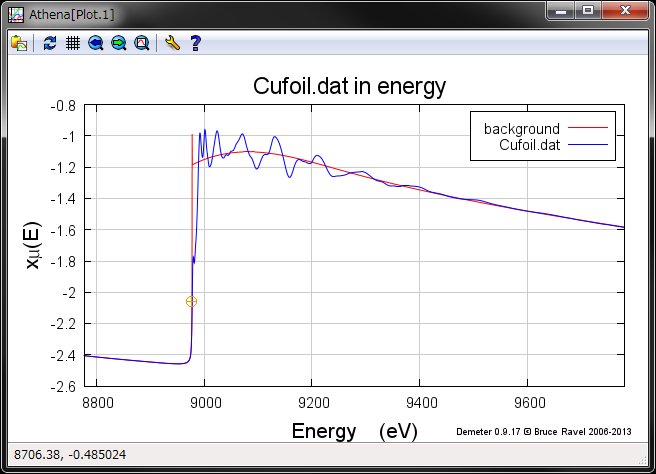 Athena[Plot.1]
Cufoil.dat in energy
background
Cufoil.dat
xμ(E)
-0.8
-1
-1.2
-1.4
-1.6
-1.8
-2
-2.2
-2.4
-2.6
8800 9000 9200 9400 9600
Energy (eV)
Demeter 0.9.17 © Bruce Ravel 2006-2013
8706.38, -0.485024